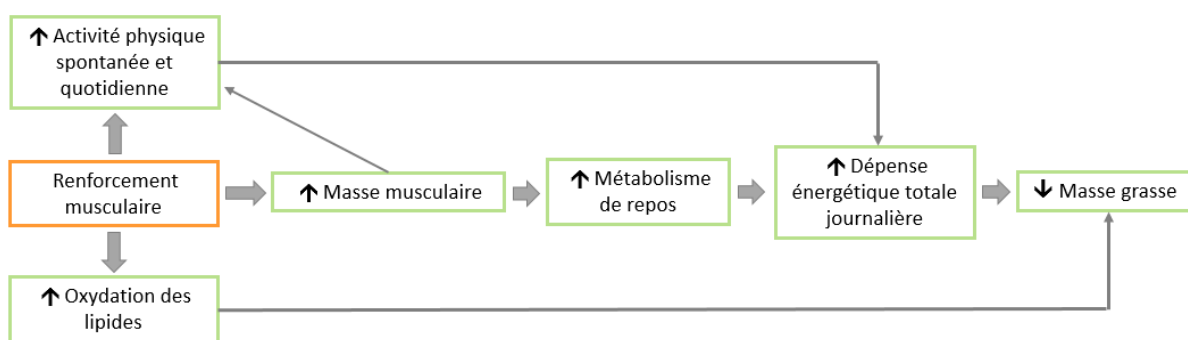 ↑ Activité physique
spontanée et
quotidienne
Renforcement
musculaire
↑ Masse musculaire
↑ Métabolisme
de repos
↑ Dépense
énergétique totale
journalière
↓ Masse grasse
↑ Oxydation des
lipides